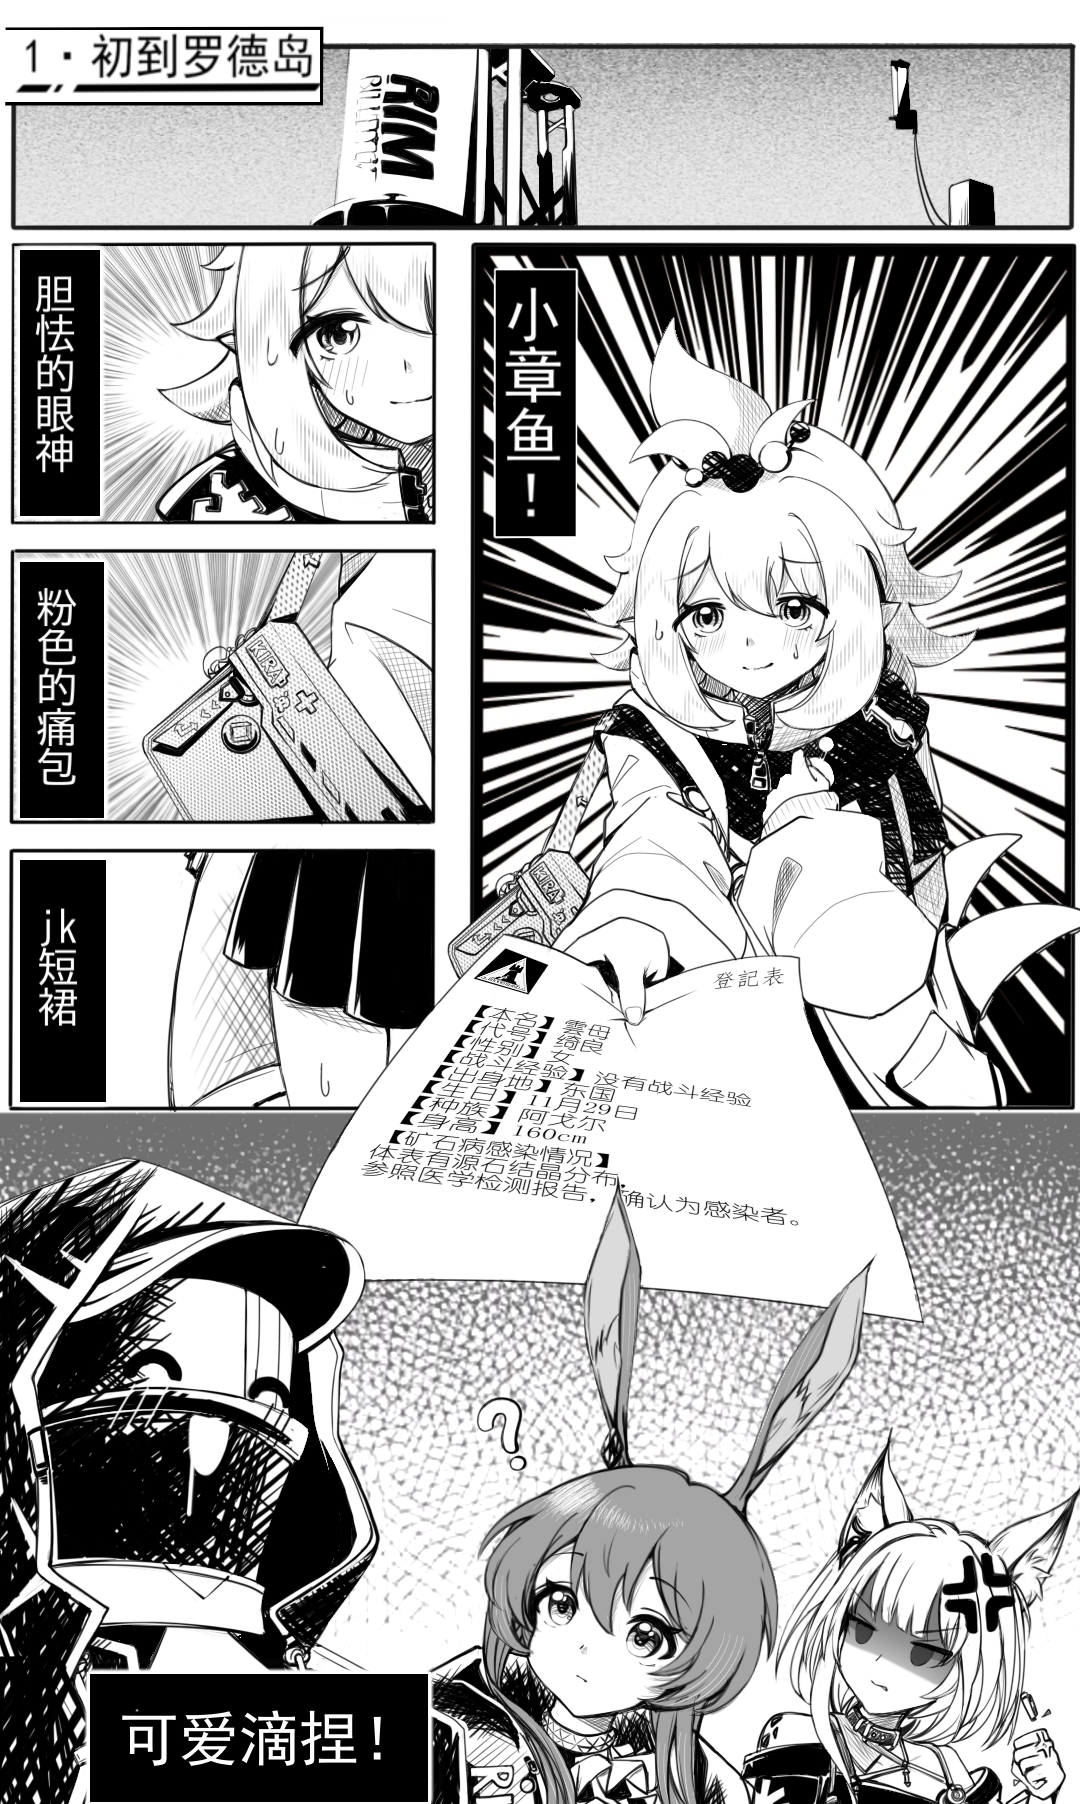 1·初到罗德岛
RIM
胆怯的眼神
小章鱼！
粉色的痛包
KIRA
jk短裙
KIRA
登記表
【本名】雲母
【代号】绮良
【性别】女
【战斗经验】没有战斗经验
【出身地】东国
【生日】11月29日
【种族】阿戈尔
【身高】160cm
【矿石病感染情况】
体表有源石结晶分布，
参照医学检测报告，确认为感染者。
?
可爱滴捏！